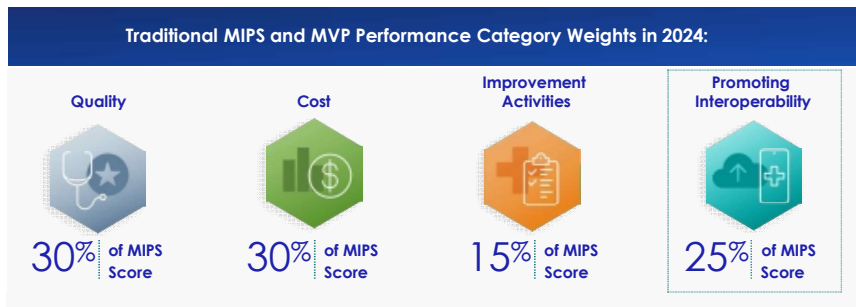 Traditional MIPS and MVP Performance Category Weights in 2024:
Quality
30% of MIPS
Score
Cost
30% of MIPS
Score
Improvement
Activities
15% of MIPS
Score
Promoting
Interoperability
25% of MIPS
Score